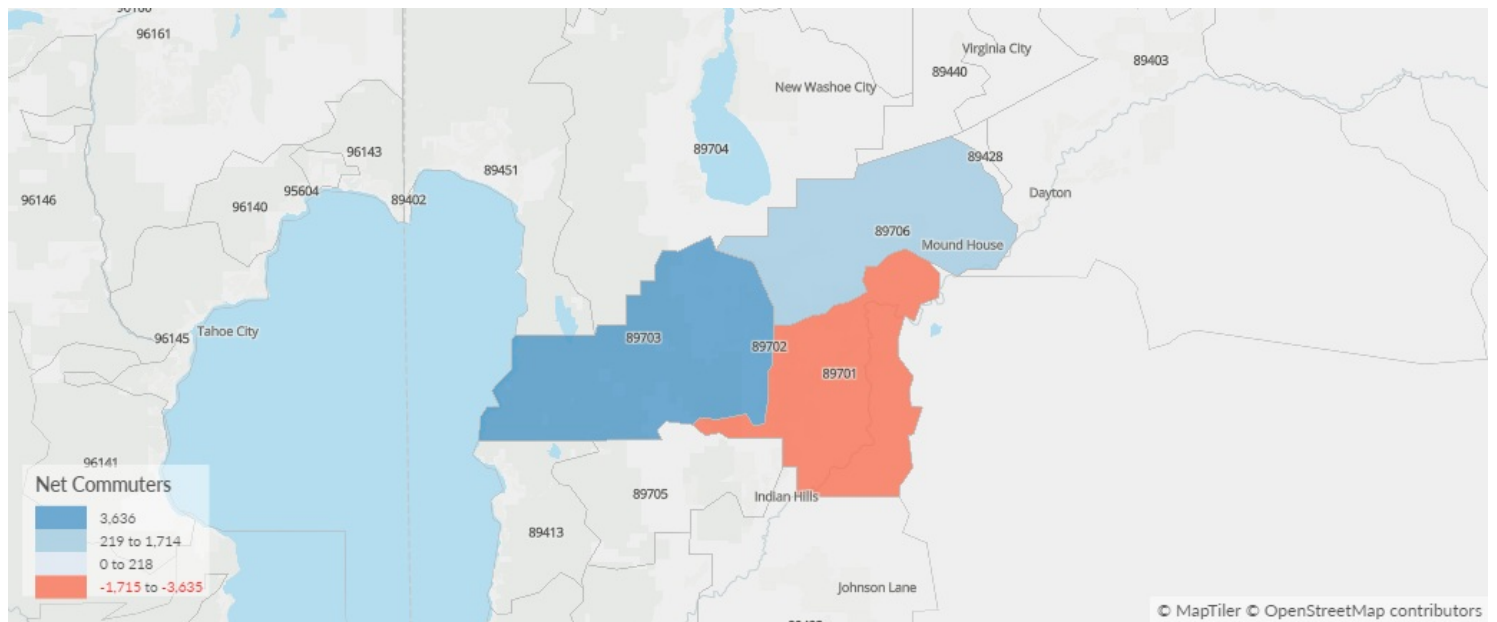 96161
Virginia City
89403
89440
New Washoe City
89704
96143
89451
89428
95604
96146
96140
89402
Dayton
89706
Mound House
Tahoe City
96145
89703
89702
89701
96141
Net Commuters
3,636
219 to 1,714
0 to 218
-1,715 to -3,635
89705
Indian Hills
89413
Johnson Lane
© MapTiler © OpenStreetMap contributors